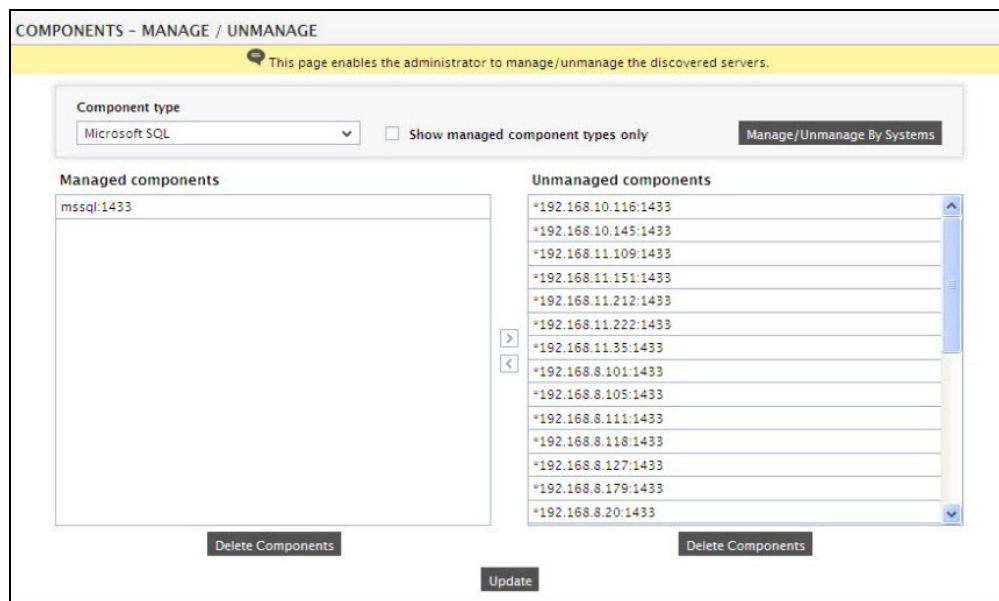 COMPONENTS - MANAGE / UNMANAGE
This page enables the administrator to manage/unmanage the discovered servers.
Component type
Microsoft SQL
Show managed component types only
Manage/Unmanage By Systems
Managed components
mssql:1433
Unmanaged components
*192.168.10.116:1433
*192.168.10.145:1433
*192.168.11.109:1433
*192.168.11.151:1433
*192.168.11.212:1433
*192.168.11.222:1433
*192.168.11.35:1433
*192.168.8.101:1433
*192.168.8.105:1433
*192.168.8.111:1433
*192.168.8.118:1433
*192.168.8.127:1433
*192.168.8.179:1433
*192.168.8.20:1433
>
<
Delete Components
Delete Components
Update